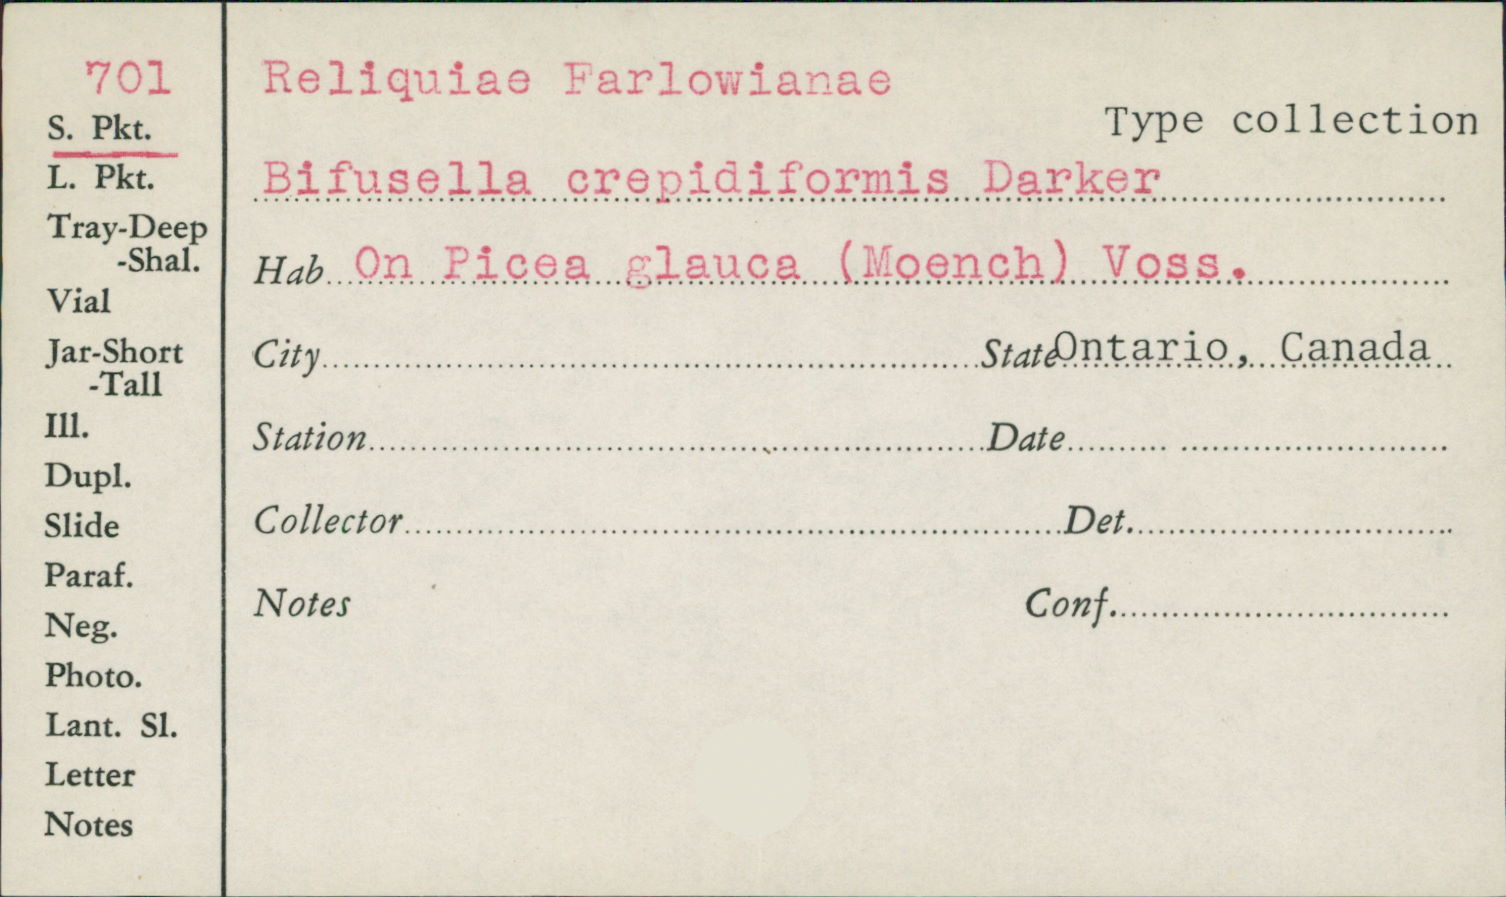 701
S. Pkt.
L. Pkt.
Tray-Deep
-Shal.
Vial
Jar-Short
-Tall
Ill.
Dupl.
Slide
Paraf.
Neg.
Photo.
Lant. Sl.
Letter
Notes
Reliquiae Farlowianae
Type collection
Bifusella crepidiformis Darker
Hab On Picea glauca (Moench) Voss.
City State Ontario, Canada
Station Date
Collector Det.
Notes Conf.